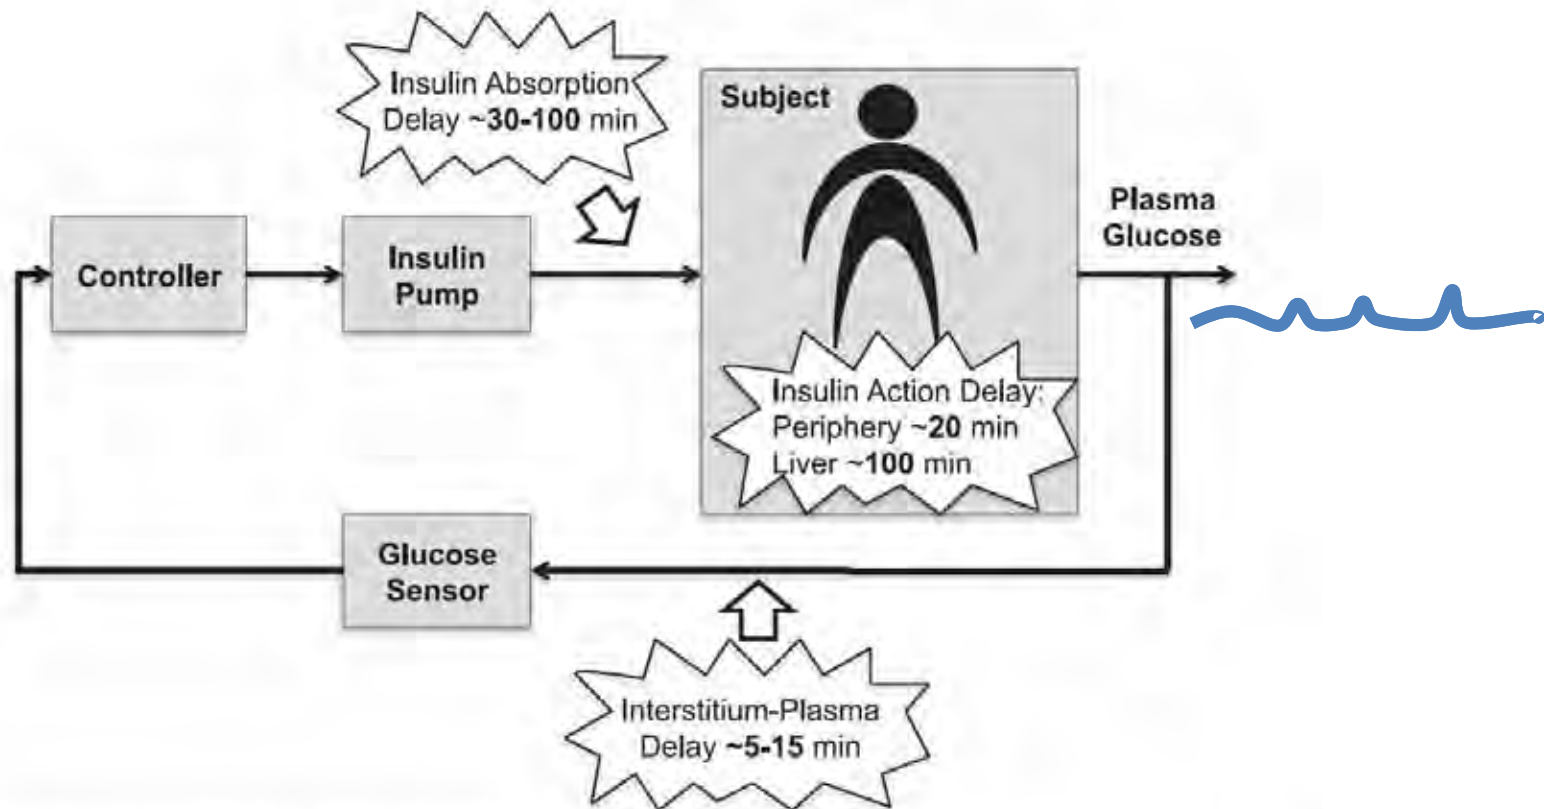 Insulin Absorption
Delay ~30-100 min
Subject
Plasma
Glucose
Controller
Insulin
Pump
Insulin Action Delay:
Periphery ~20 min
Liver ~100 min
Glucose
Sensor
Interstitium-Plasma
Delay ~5-15 min